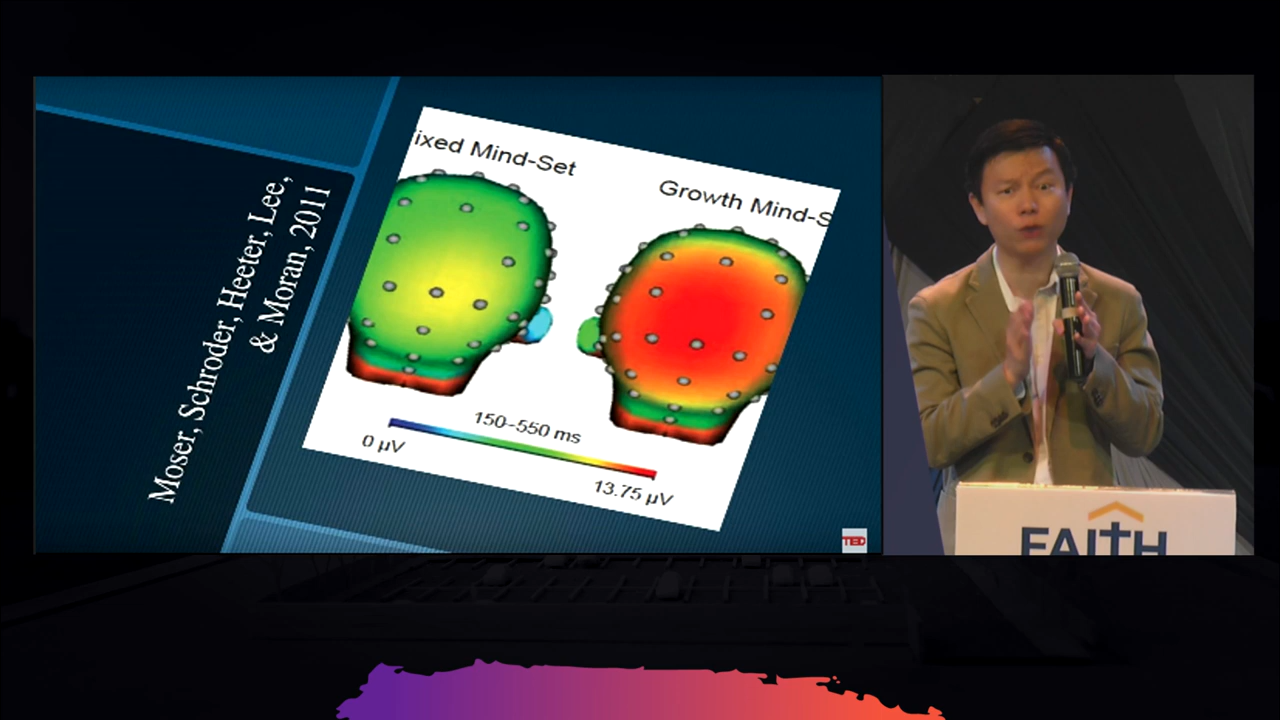 Moser, Schroder, Heeter, Lee,
& Moran, 2011
ixed Mind-Set
Growth Mind-S
150–550 ms
0 µV
13.75 µV
TED
FAITH